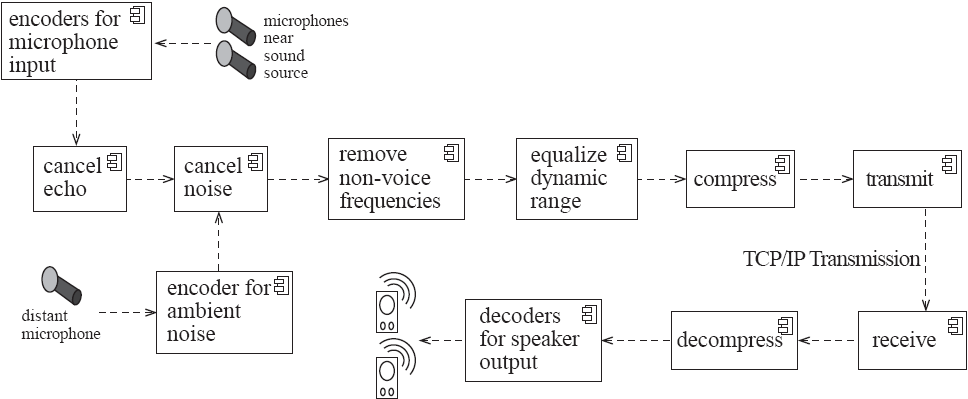 encoders for
microphone
input
microphones
near
sound
source
cancel
echo
cancel
noise
remove
non-voice
frequencies
equalize
dynamic
range
compress
transmit
TCP/IP Transmission
distant
microphone
encoder for
ambient
noise
decoders
for speaker
output
decompress
receive